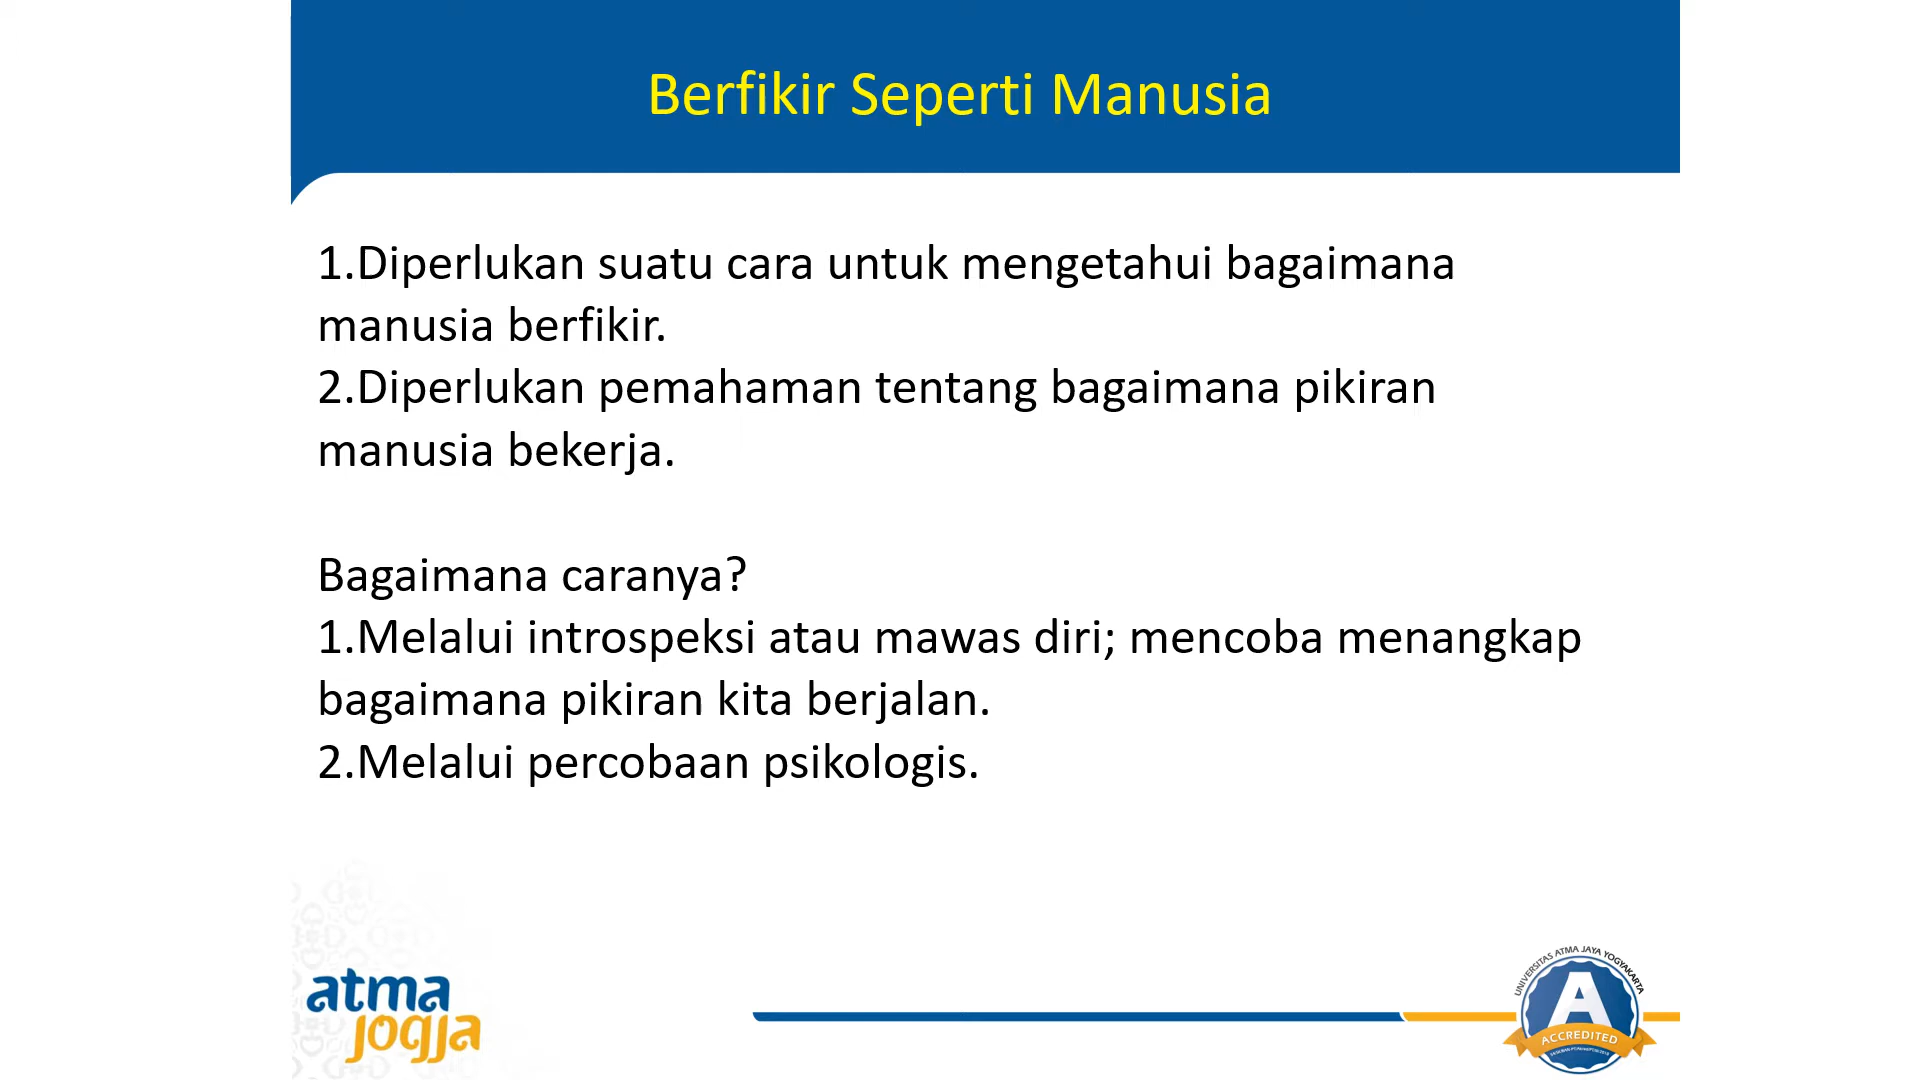 Berfikir Seperti Manusia
1.Diperlukan suatu cara untuk mengetahui bagaimana
manusia berfikir.
2.Diperlukan pemahaman tentang bagaimana pikiran
manusia bekerja.
Bagaimana caranya?
1.Melalui introspeksi atau mawas diri; mencoba menangkap
bagaimana pikiran kita berjalan.
2.Melalui percobaan psikologis.
atma
jogja
UNIVERSITAS ATMA JAYA YOGYAKARTA
A
ACCREDITED